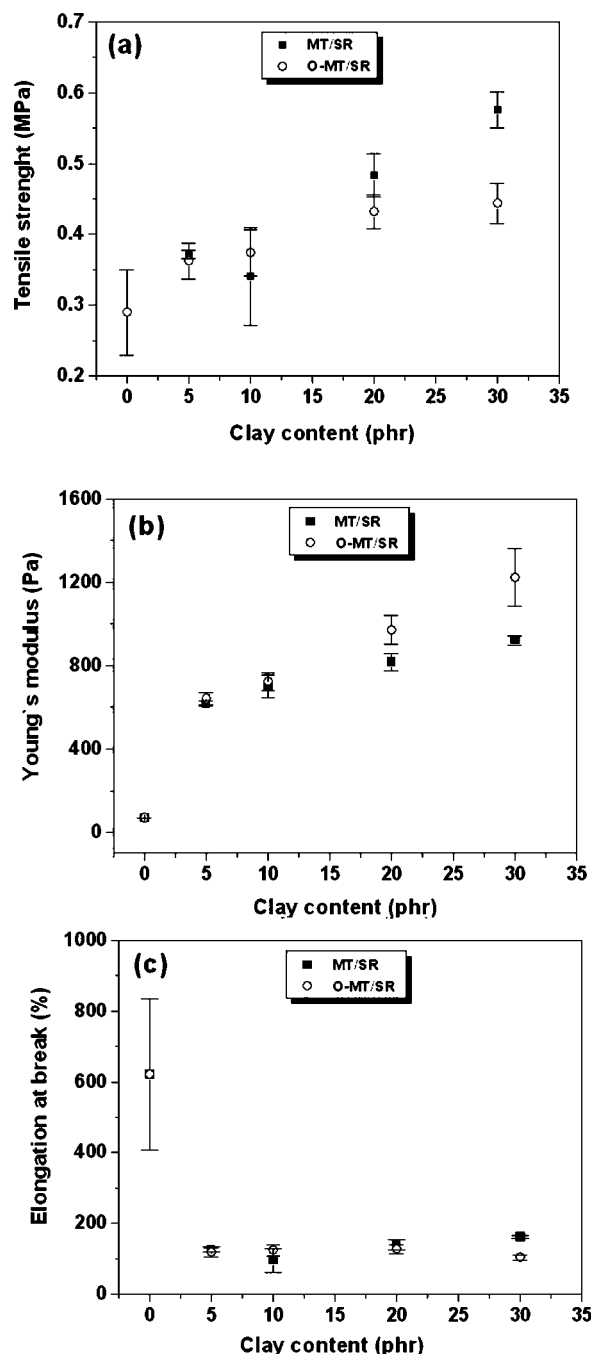 (a)
MT/SR
O-MT/SR
Tensile strenght (MPa)
0.7
0.6
0.5
0.4
0.3
0.2
0 5 10 15 20 25 30 35
Clay content (phr)
(b)
MT/SR
O-MT/SR
Young`s modulus (Pa)
1600
1200
800
400
0
0 5 10 15 20 25 30 35
Clay content (phr)
(c)
MT/SR
O-MT/SR
Elongation at break (%)
1000
800
600
400
200
0
0 5 10 15 20 25 30 35
Clay content (phr)